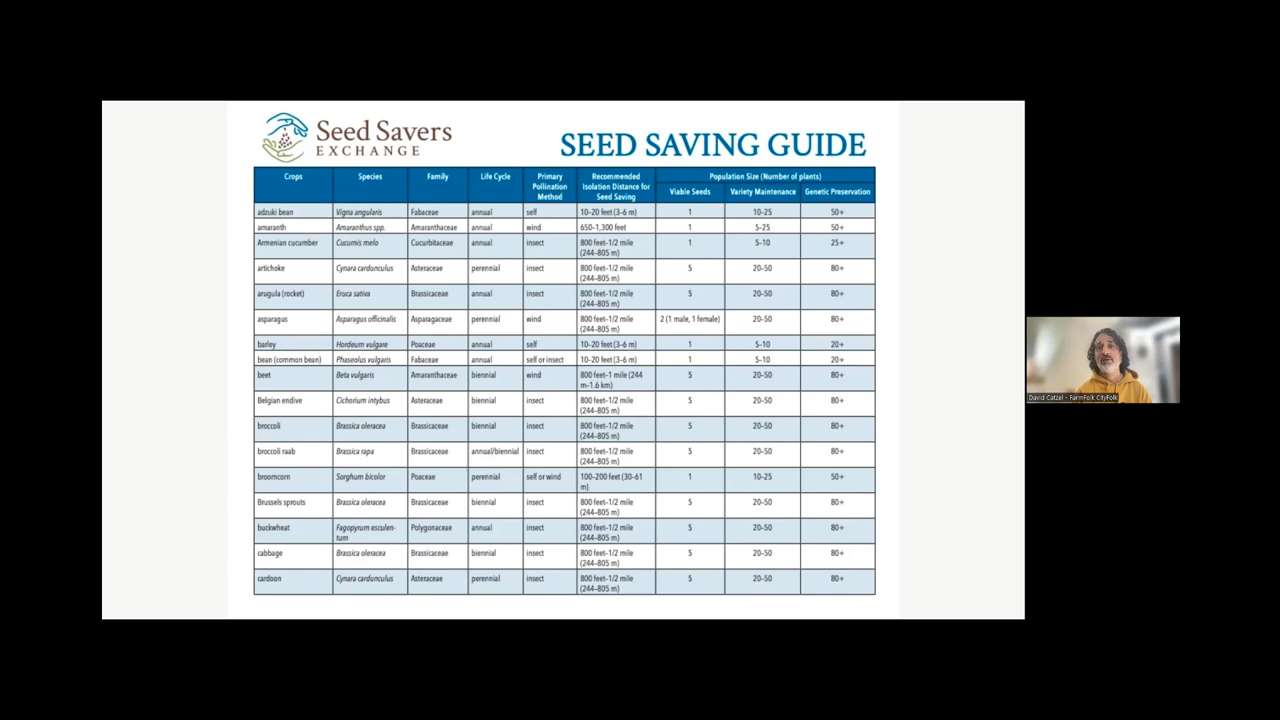 Seed Savers
EXCHANGE
SEED SAVING GUIDE
Crops Species Family Life Cycle Primary Pollination Method Recommended Isolation Distance for Seed Saving Population Size (Number of plants)
Viable Seeds Variety Maintenance Genetic Preservation
adzuki bean Vigna angularis Fabaceae annual self 10-20 feet (3-6 m) 1 10-25 50+
amaranth Amaranthus spp. Amaranthaceae annual wind 650-1,300 feet 1 5-25 50+
Armenian cucumber Cucumis melo Cucurbitaceae annual insect 800 feet-1/2 mile (244-805 m) 1 5-10 25+
artichoke Cynara cardunculus Asteraceae perennial insect 800 feet-1/2 mile (244-805 m) 5 20-50 80+
arugula (rocket) Eruca sativa Brassicaceae annual insect 800 feet-1/2 mile (244-805 m) 5 20-50 80+
asparagus Asparagus officinalis Asparagaceae perennial wind 800 feet-1/2 mile (244-805 m) 2 (1 male, 1 female) 20-50 80+
barley Hordeum vulgare Poaceae annual self 10-20 feet (3-6 m) 1 5-10 20+
bean (common bean) Phaseolus vulgaris Fabaceae annual self or insect 10-20 feet (3-6 m) 1 5-10 20+
beet Beta vulgaris Amaranthaceae biennial wind 800 feet-1 mile (244 m-1.6 km) 5 20-50 80+
Belgian endive Cichorium intybus Asteraceae biennial insect 800 feet-1/2 mile (244-805 m) 5 20-50 80+
broccoli Brassica oleracea Brassicaceae biennial insect 800 feet-1/2 mile (244-805 m) 5 20-50 80+
broccoli raab Brassica rapa Brassicaceae annual/biennial insect 800 feet-1/2 mile (244-805 m) 5 20-50 80+
broomcorn Sorghum bicolor Poaceae perennial self or wind 100-200 feet (30-61 m) 1 10-25 50+
Brussels sprouts Brassica oleracea Brassicaceae biennial insect 800 feet-1/2 mile (244-805 m) 5 20-50 80+
buckwheat Fagopyrum esculen-tum Polygonaceae annual insect 800 feet-1/2 mile (244-805 m) 5 20-50 80+
cabbage Brassica oleracea Brassicaceae biennial insect 800 feet-1/2 mile (244-805 m) 5 20-50 80+
cardoon Cynara cardunculus Asteraceae perennial insect 800 feet-1/2 mile (244-805 m) 5 20-50 80+
David Catzel - FarmFolk CityFolk